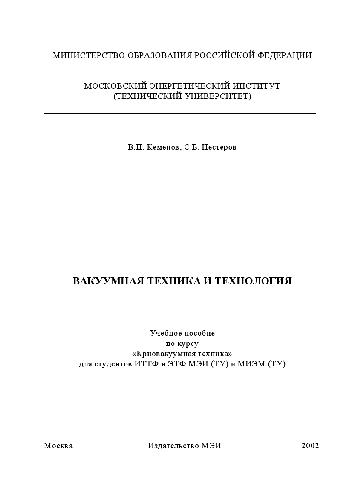 МИНИСТЕРСТВО ОБРАЗОВАНИЯ РОССИЙСКОЙ ФЕДЕРАЦИИ
МОСКОВСКИЙ ЭНЕРГЕТИЧЕСКИЙ ИНСТИТУТ
(ТЕХНИЧЕСКИЙ УНИВЕРСИТЕТ)
В.Н. Кеменов, С.Б. Нестеров
ВАКУУМНАЯ ТЕХНИКА И ТЕХНОЛОГИЯ
Учебное пособие
по курсу
«Криовакуумная техника»
для студентов ИТТФ и ЭТФ МЭИ (ТУ) и МИЭМ (ТУ)
Москва Издательство МЭИ 2002